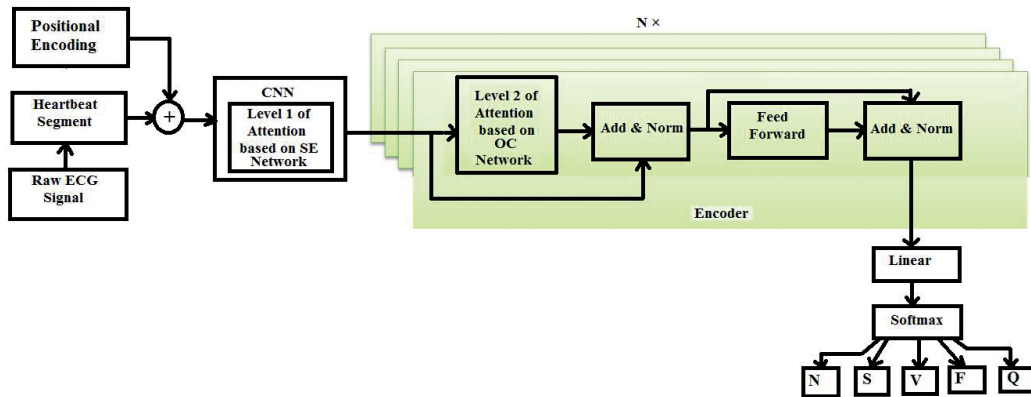 Positional
Encoding
Heartbeat
Segment
Raw ECG
Signal
+
CNN
Level 1 of
Attention
based on SE
Network
N ×
Level 2 of
Attention
based on
OC
Network
Add & Norm
Feed
Forward
Add & Norm
Encoder
Linear
Softmax
N
S
V
F
Q